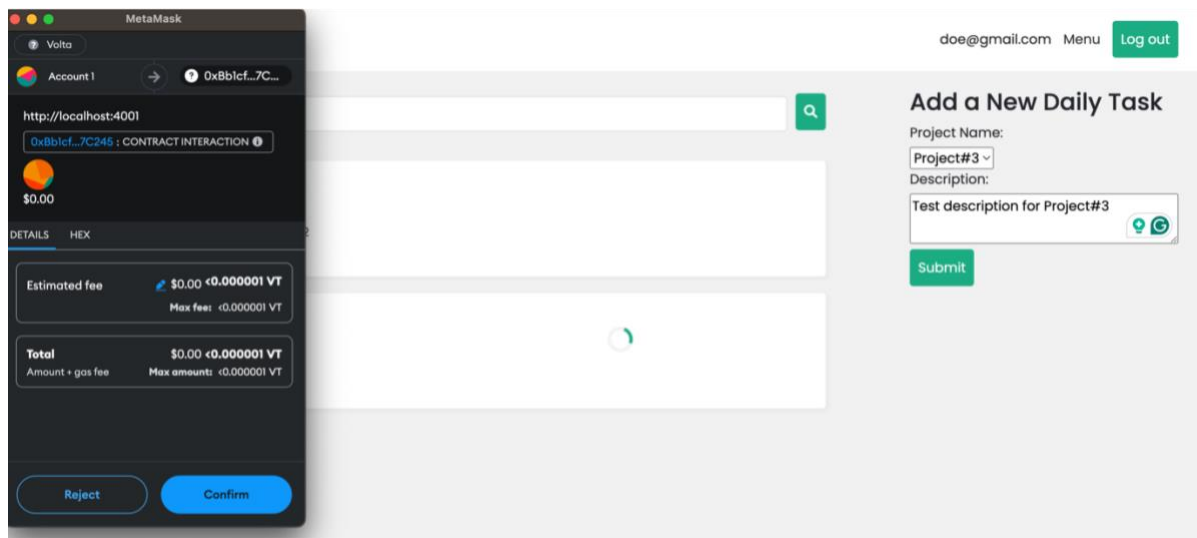 MetaMask
Volta
Account 1
0xBb1cf...7C...
http://localhost:4001
0xBb1cf...7C245 : CONTRACT INTERACTION
$0.00
DETAILS HEX
Estimated fee $0.00 <0.000001 VT
Max fee: <0.000001 VT
Total $0.00 <0.000001 VT
Amount + gas fee Max amount: <0.000001 VT
Reject Confirm
doe@gmail.com Menu Log out
Add a New Daily Task
Project Name:
Project#3
Description:
Test description for Project#3
Submit